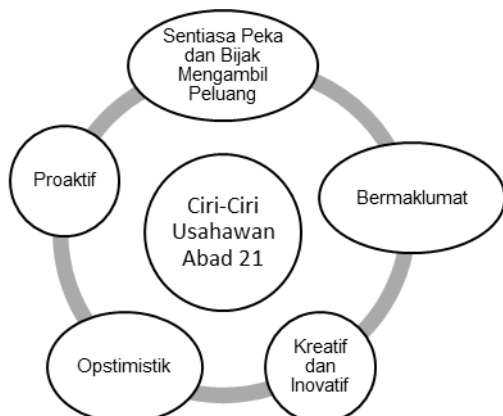 Sentiasa Peka
dan Bijak
Mengambil
Peluang
Proaktif
Bermaklumat
Ciri-Ciri
Usahawan
Abad 21
Opstimistik
Kreatif
dan
Inovatif